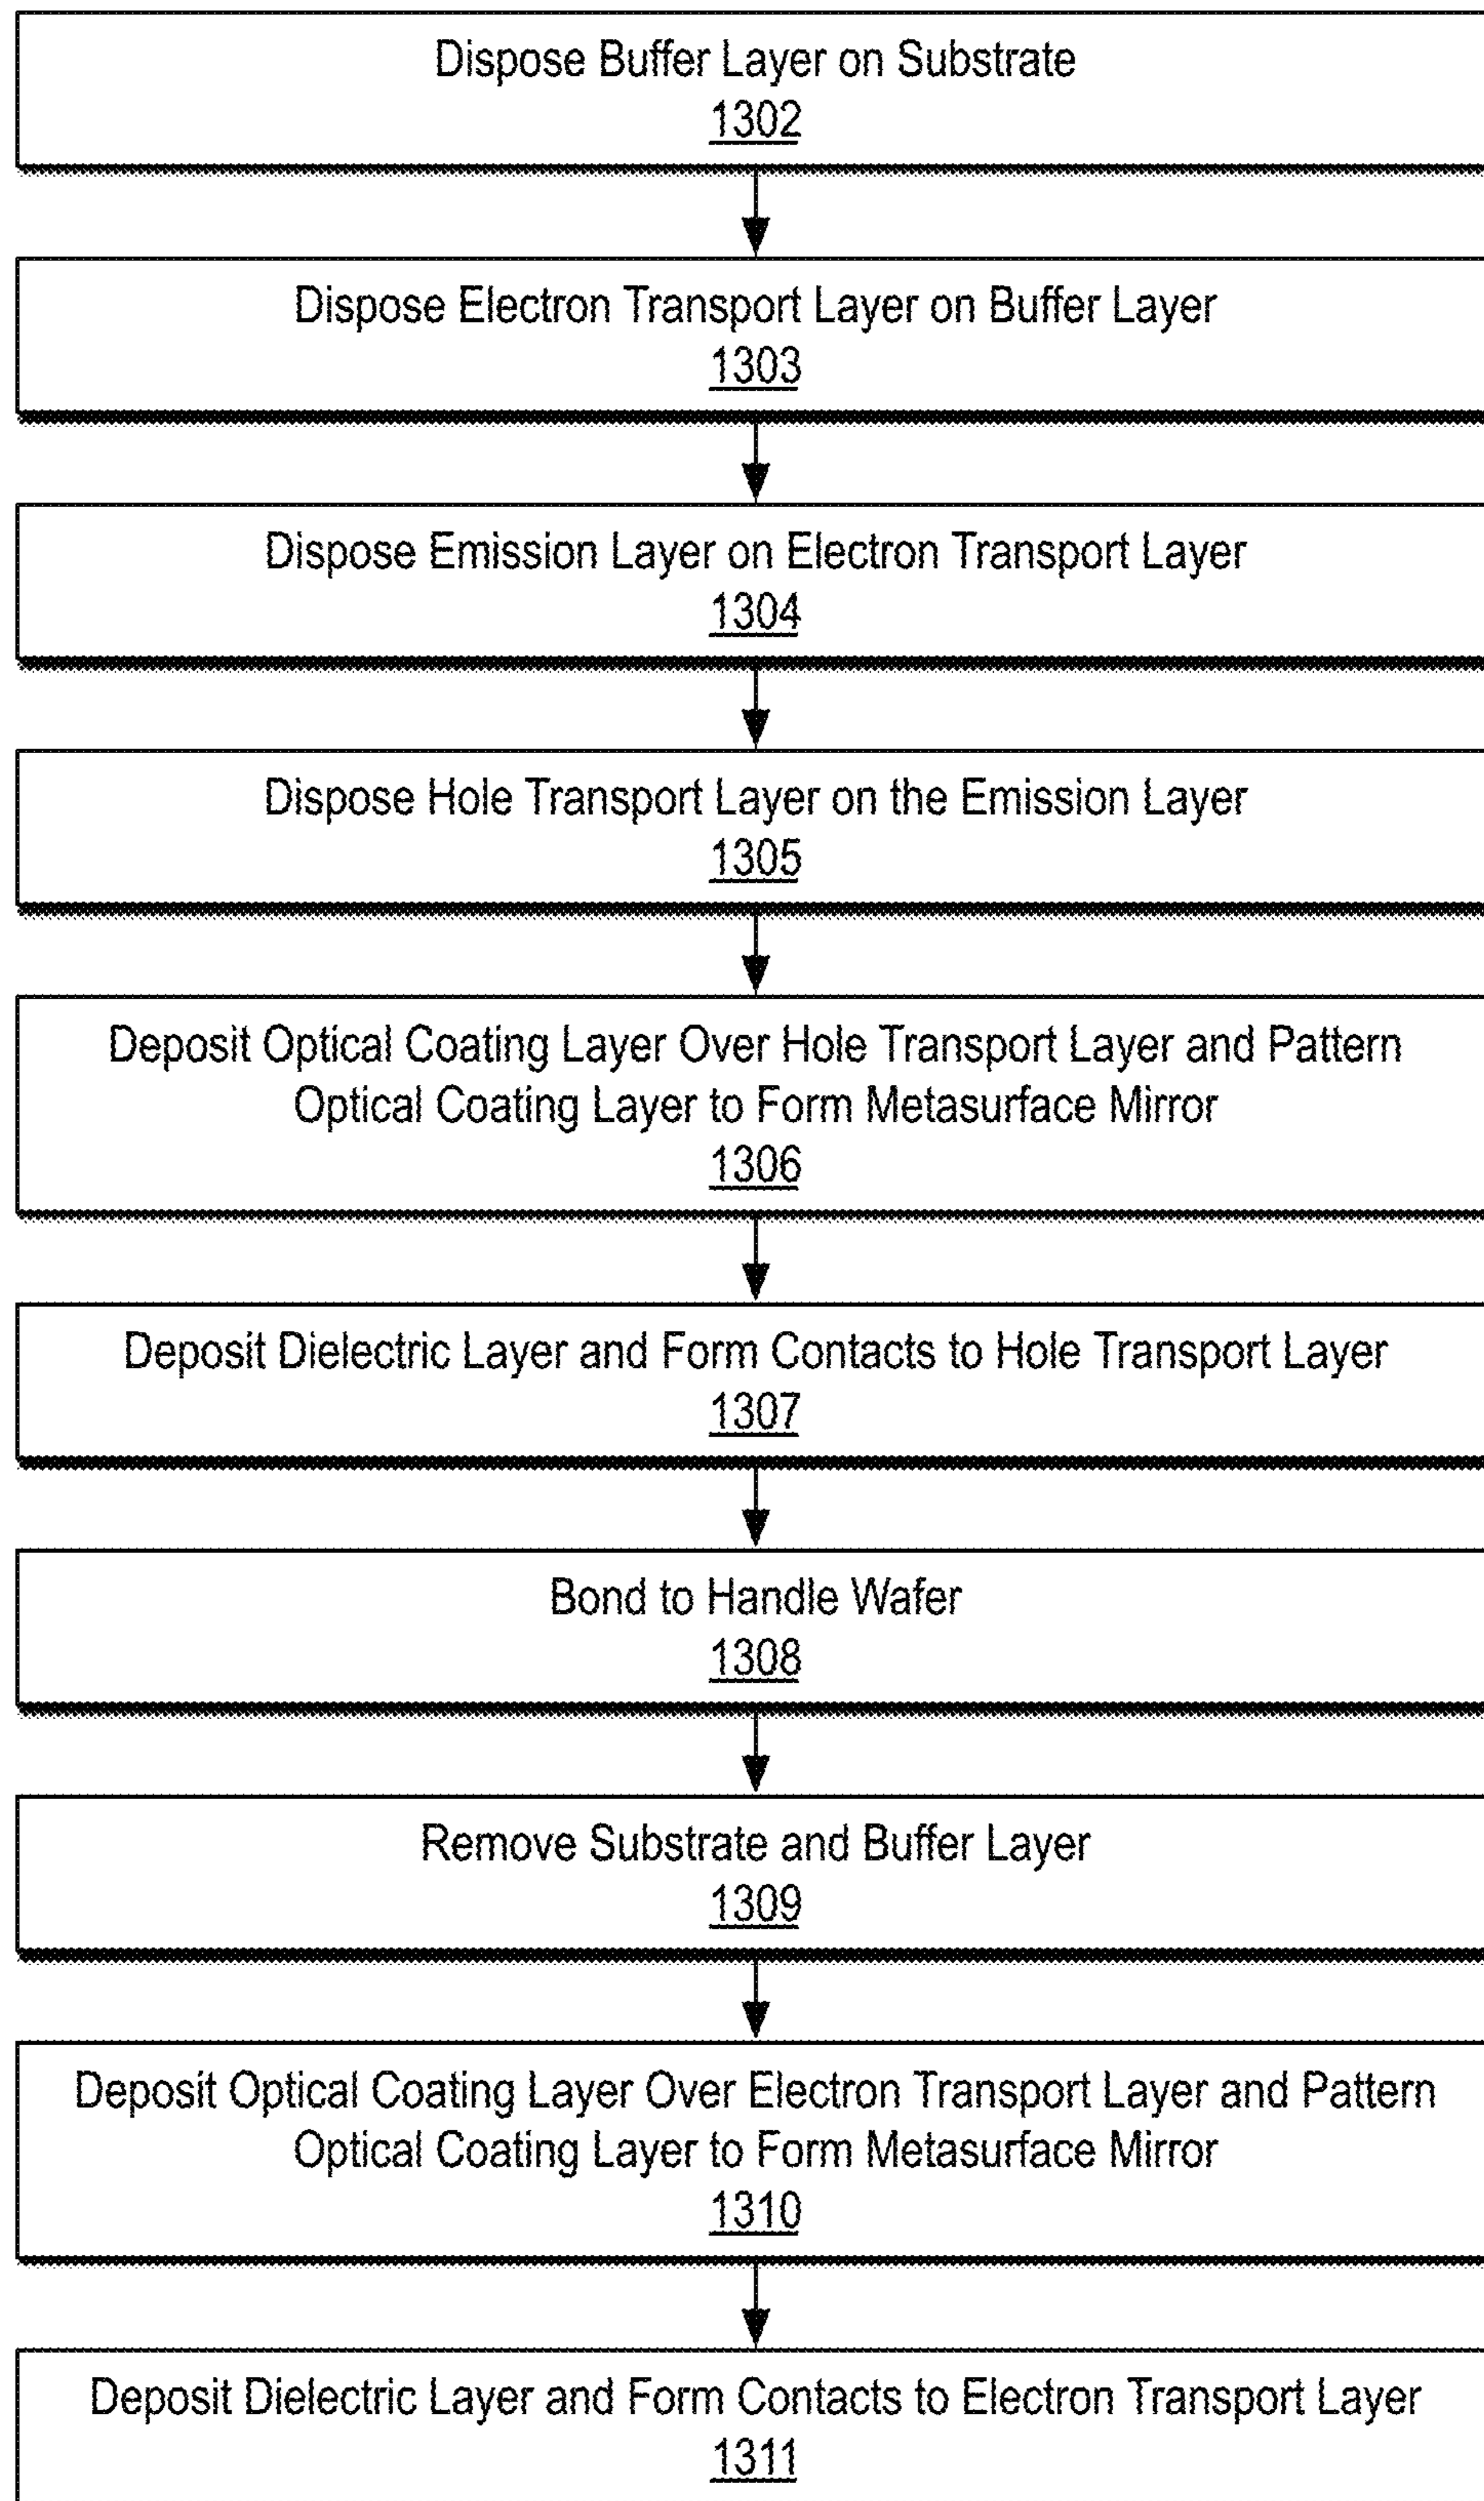 Dispose Buffer Layer on Substrate
1302
Dispose Electron Transport Layer on Buffer Layer
1303
Dispose Emission Layer on Electron Transport Layer
1304
Dispose Hole Transport Layer on the Emission Layer
1305
Deposit Optical Coating Layer Over Hole Transport Layer and Pattern
Optical Coating Layer to Form Metasurface Mirror
1306
Deposit Dielectric Layer and Form Contacts to Hole Transport Layer
1307
Bond to Handle Wafer
1308
Remove Substrate and Buffer Layer
1309
Deposit Optical Coating Layer Over Electron Transport Layer and Pattern
Optical Coating Layer to Form Metasurface Mirror
1310
Deposit Dielectric Layer and Form Contacts to Electron Transport Layer
1311